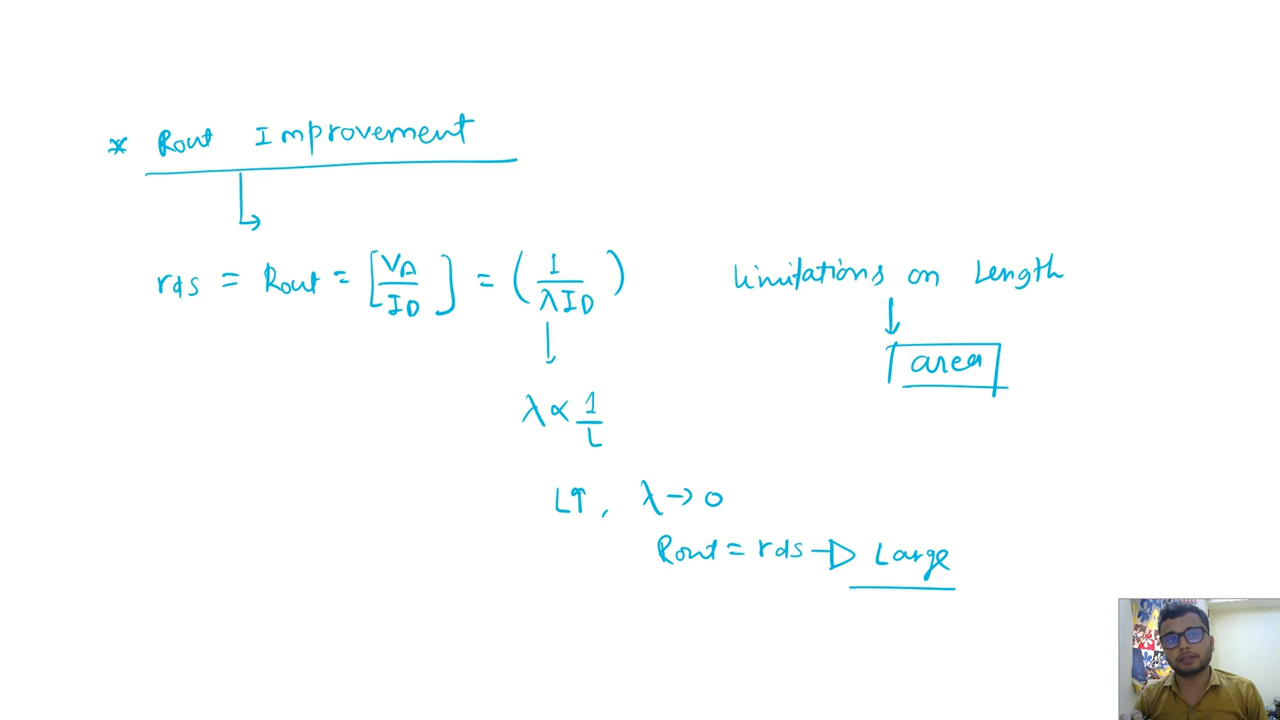 * Rout Improvement
rds = Rout = [VA/ID] = (1/λID)
λ ∝ 1/L
L↑, λ → 0
Rout = rds → Large
limitations on Length
↓
area